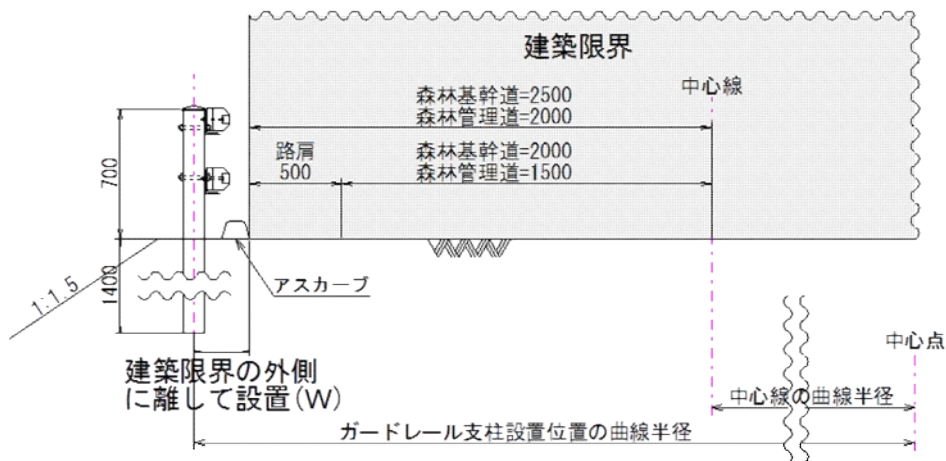 建築限界
中心線
森林基幹道=2500
森林管理道=2000
路肩
500
森林基幹道=2000
森林管理道=1500
700
1400
1:1.5
アスカーブ
建築限界の外側
に離して設置(W)
中心点
中心線の曲線半径
ガードレール支柱設置位置の曲線半径